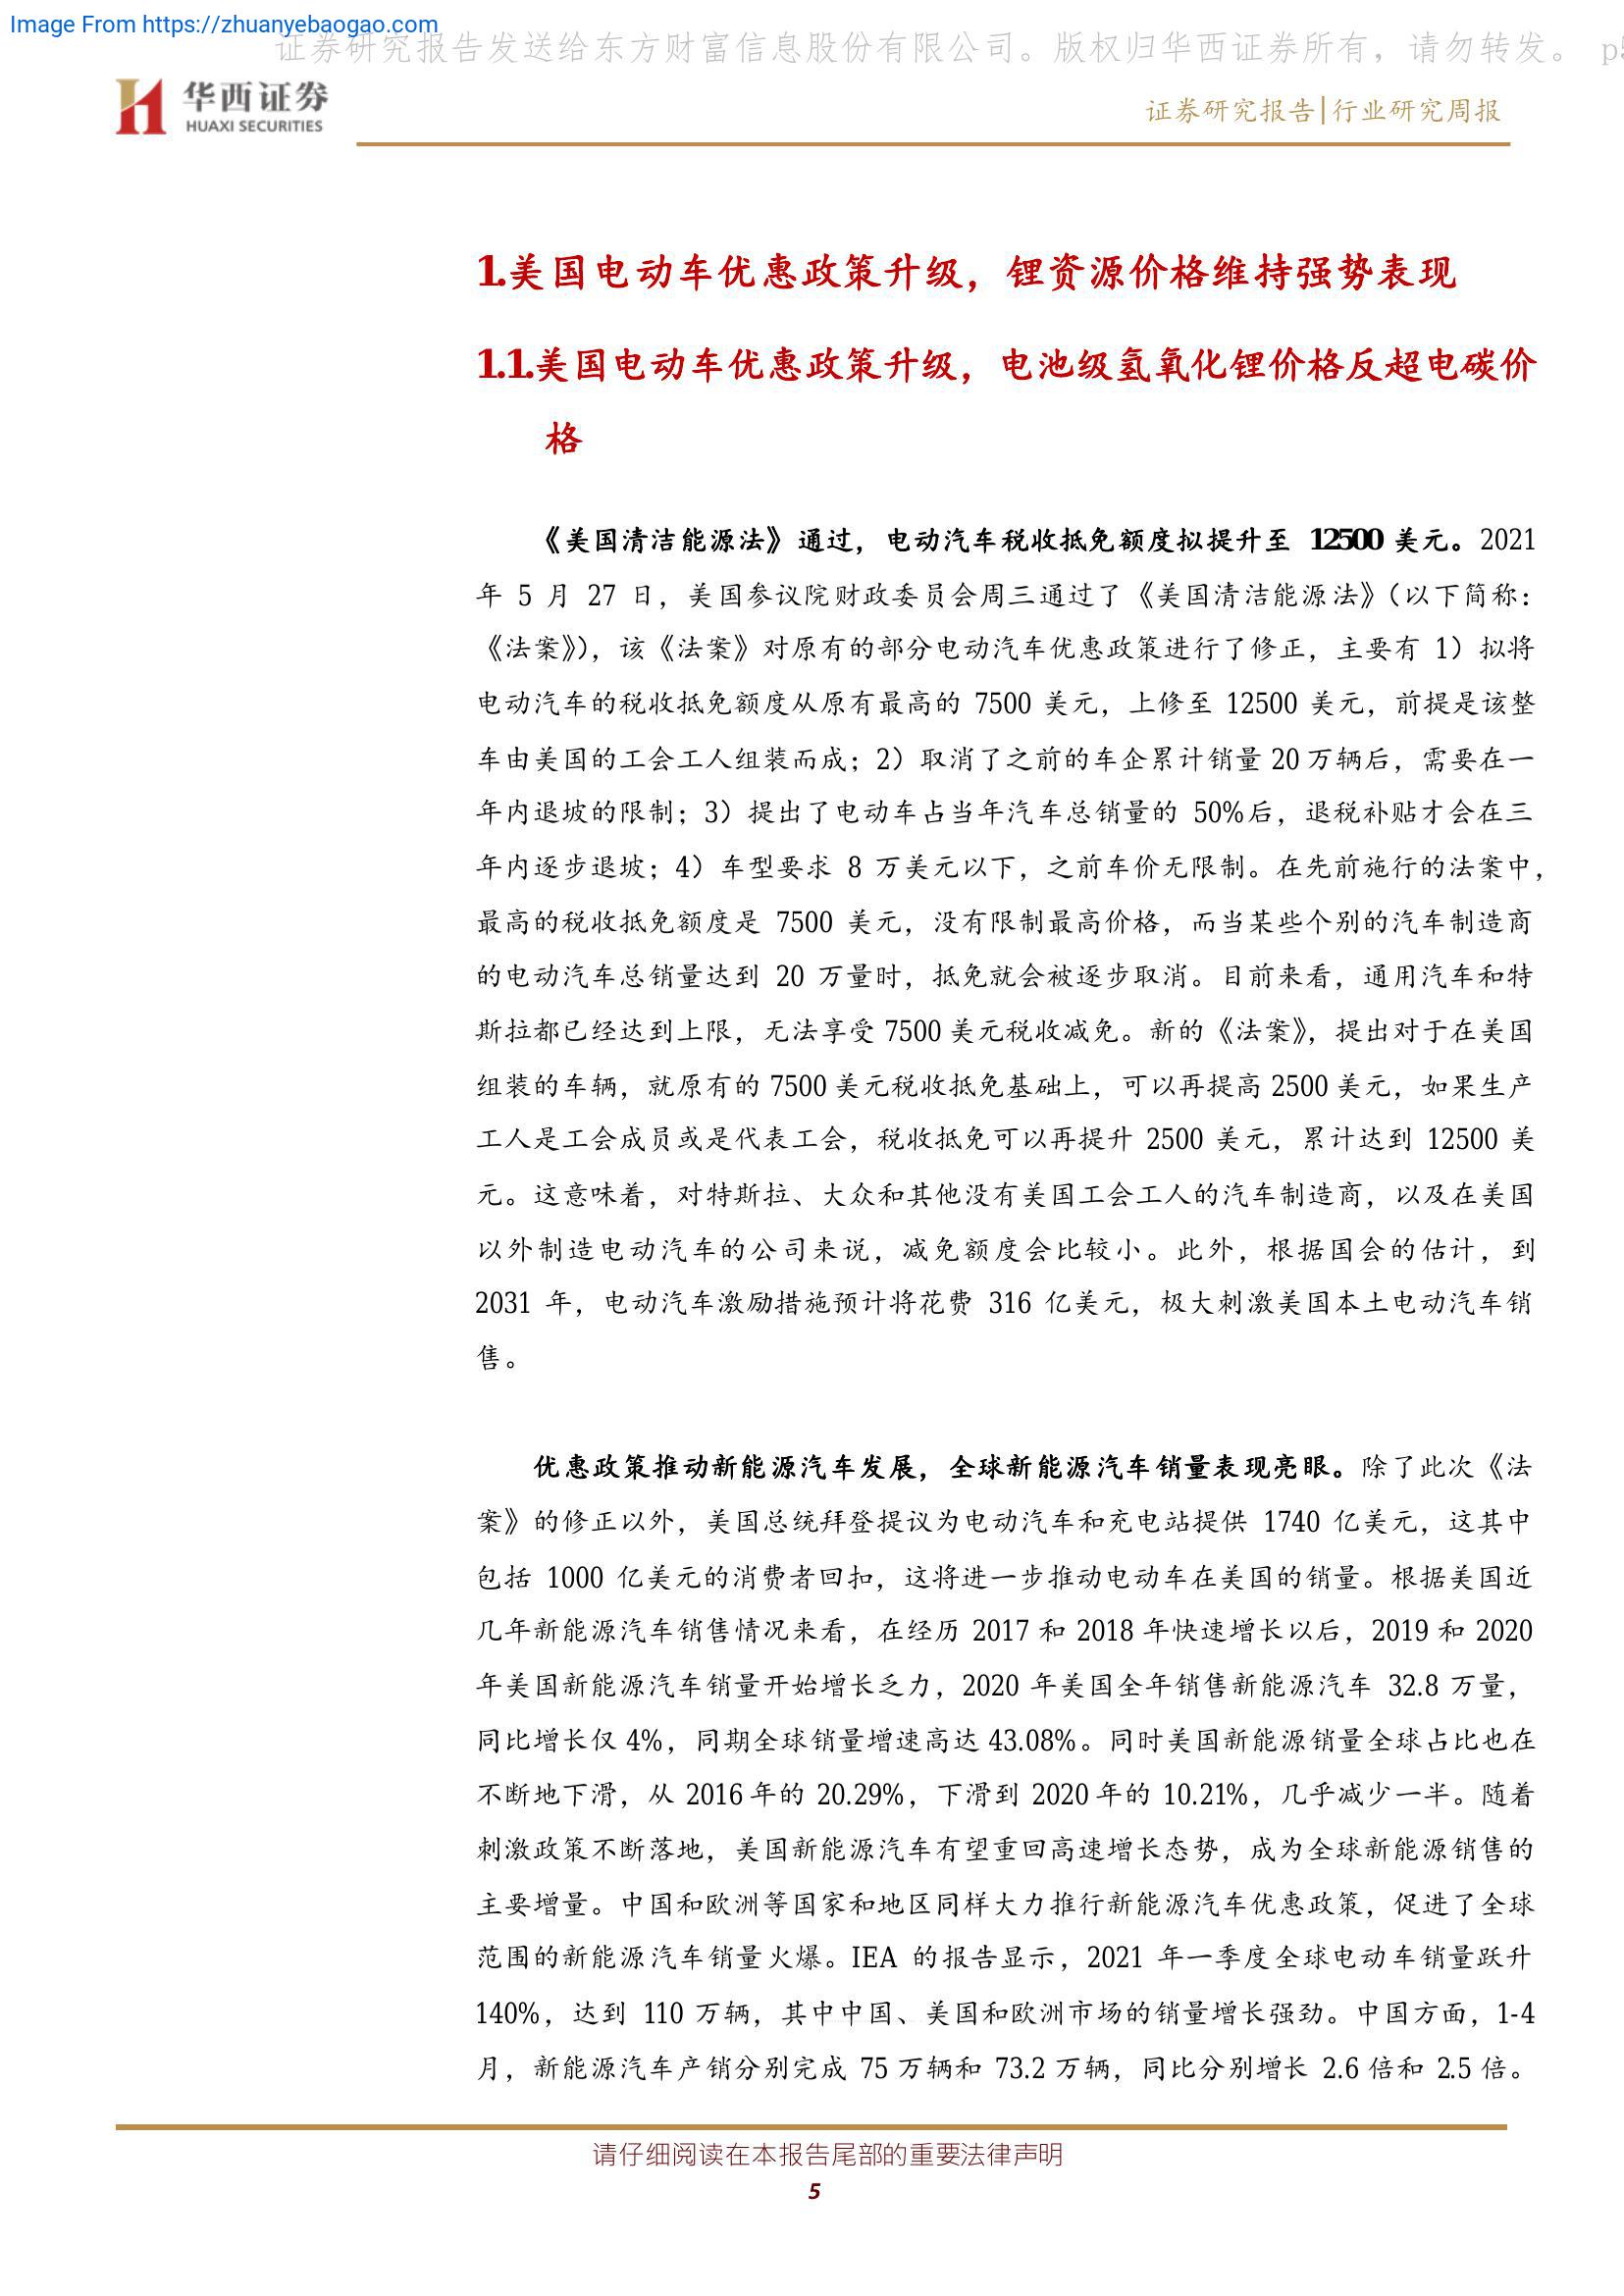 Image From https://zhuanyebaogao.com
证券研究报告发送给东方财富信息股份有限公司。版权归华西证券所有，请勿转发。 p5
华西证券
HUAXI SECURITIES
证券研究报告|行业研究周报
1.美国电动车优惠政策升级，锂资源价格维持强势表现
1.1.美国电动车优惠政策升级，电池级氢氧化锂价格反超电碳价
格
《美国清洁能源法》通过，电动汽车税收抵免额度拟提升至 12500 美元。2021
年 5 月 27 日，美国参议院财政委员会周三通过了《美国清洁能源法》（以下简称：
《法案》），该《法案》对原有的部分电动汽车优惠政策进行了修正，主要有 1）拟将
电动汽车的税收抵免额度从原有最高的 7500 美元，上修至 12500 美元，前提是该整
车由美国的工会工人组装而成；2）取消了之前的车企累计销量 20 万辆后，需要在一
年内退坡的限制；3）提出了电动车占当年汽车总销量的 50%后，退税补贴才会在三
年内逐步退坡；4）车型要求 8 万美元以下，之前车价无限制。在先前施行的法案中，
最高的税收抵免额度是 7500 美元，没有限制最高价格，而当某些个别的汽车制造商
的电动汽车总销量达到 20 万量时，抵免就会被逐步取消。目前来看，通用汽车和特
斯拉都已经达到上限，无法享受 7500 美元税收减免。新的《法案》，提出对于在美国
组装的车辆，就原有的 7500 美元税收抵免基础上，可以再提高 2500 美元，如果生产
工人是工会成员或是代表工会，税收抵免可以再提升 2500 美元，累计达到 12500 美
元。这意味着，对特斯拉、大众和其他没有美国工会工人的汽车制造商，以及在美国
以外制造电动汽车的公司来说，减免额度会比较小。此外，根据国会的估计，到
2031 年，电动汽车激励措施预计将花费 316 亿美元，极大刺激美国本土电动汽车销
售。
优惠政策推动新能源汽车发展，全球新能源汽车销量表现亮眼。除了此次《法
案》的修正以外，美国总统拜登提议为电动汽车和充电站提供 1740 亿美元，这其中
包括 1000 亿美元的消费者回扣，这将进一步推动电动车在美国的销量。根据美国近
几年新能源汽车销售情况来看，在经历 2017 和 2018 年快速增长以后，2019 和 2020
年美国新能源汽车销量开始增长乏力，2020 年美国全年销售新能源汽车 32.8 万量，
同比增长仅 4%，同期全球销量增速高达 43.08%。同时美国新能源销量全球占比也在
不断地下滑，从 2016 年的 20.29%，下滑到 2020 年的 10.21%，几乎减少一半。随着
刺激政策不断落地，美国新能源汽车有望重回高速增长态势，成为全球新能源销售的
主要增量。中国和欧洲等国家和地区同样大力推行新能源汽车优惠政策，促进了全球
范围的新能源汽车销量火爆。IEA 的报告显示，2021 年一季度全球电动车销量跃升
140%，达到 110 万辆，其中中国、美国和欧洲市场的销量增长强劲。中国方面，1-4
月，新能源汽车产销分别完成 75 万辆和 73.2 万辆，同比分别增长 2.6 倍和 2.5 倍。
请仔细阅读在本报告尾部的重要法律声明
5